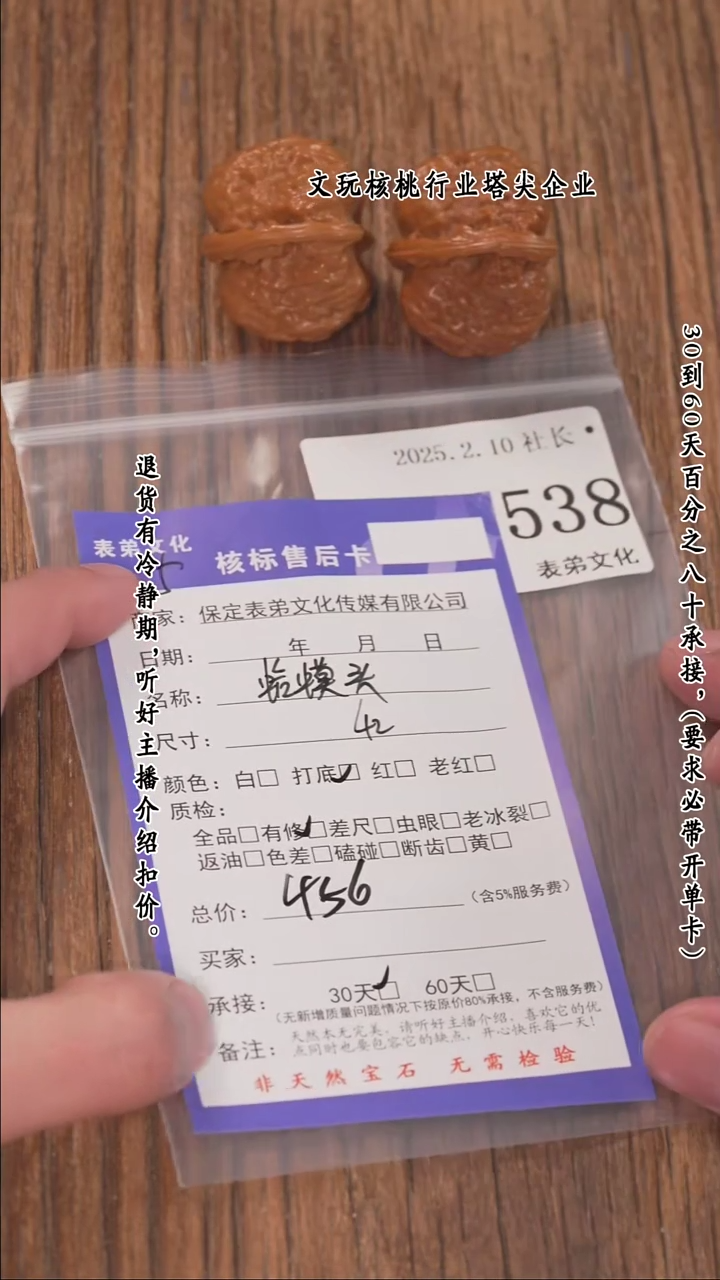 文玩核桃行业塔尖企业
30到60天百分之八十承接，（要求必带开单卡）
退货有冷静期，听好主播介绍扣价。
2025.2.10 社长
538
表弟文化
表弟文化
核标售后卡
商家：保定表弟文化传媒有限公司
日期： 年 月 日
名称：蛤蟆头
尺寸：42
颜色：白□ 打底☑ 红□ 老红□
质检：
全品□有修☑差尺□虫眼□老冰裂□
返油□色差□磕碰□断齿□黄□
总价：456（含5%服务费）
买家：
承接：30天☑ 60天□
（无新增质量问题情况下按原价80%承接，不含服务费）
备注：天然本无完美，请听好主播介绍，喜欢它的优
点同时也要包容它的缺点，开心快乐每一天！
非天然宝石 无需检验